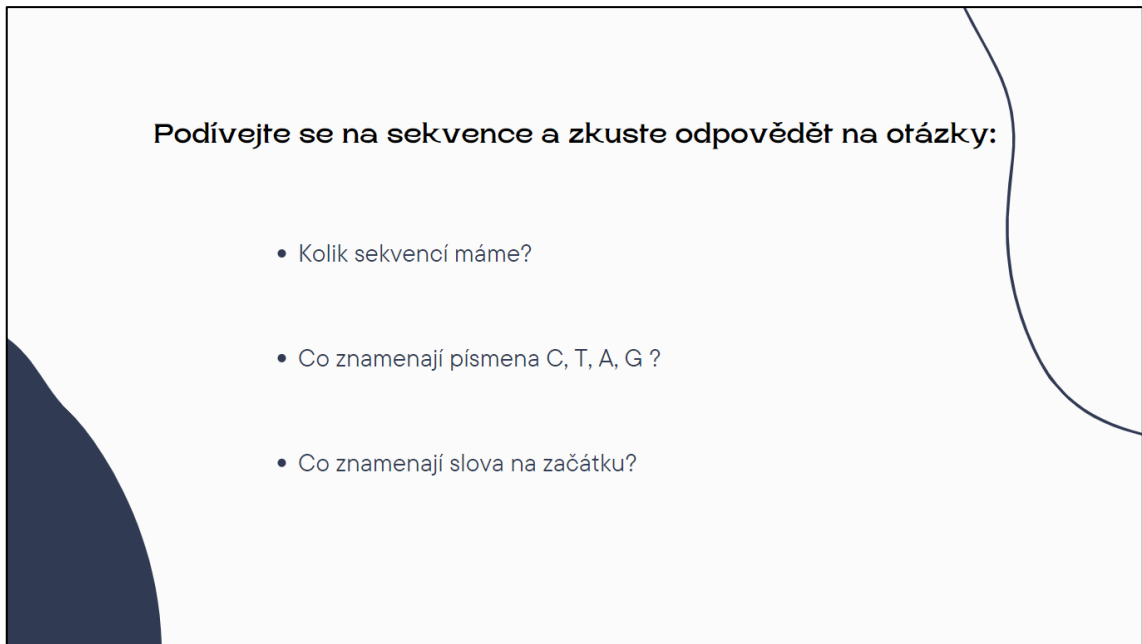 Podívejte se na sekvence a zkuste odpovědět na otázky:
• Kolik sekvencí máme?
• Co znamenají písmena C, T, A, G ?
• Co znamenají slova na začátku?